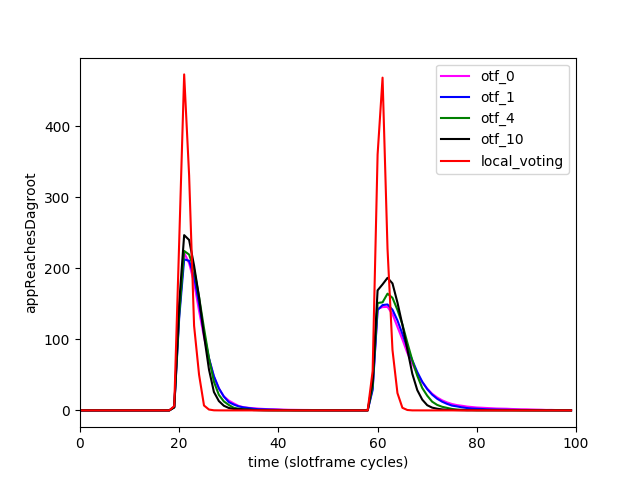 otf_0
otf_1
otf_4
otf_10
local_voting
appReachesDagroot
400
300
200
100
0
0 20 40 60 80 100
time (slotframe cycles)